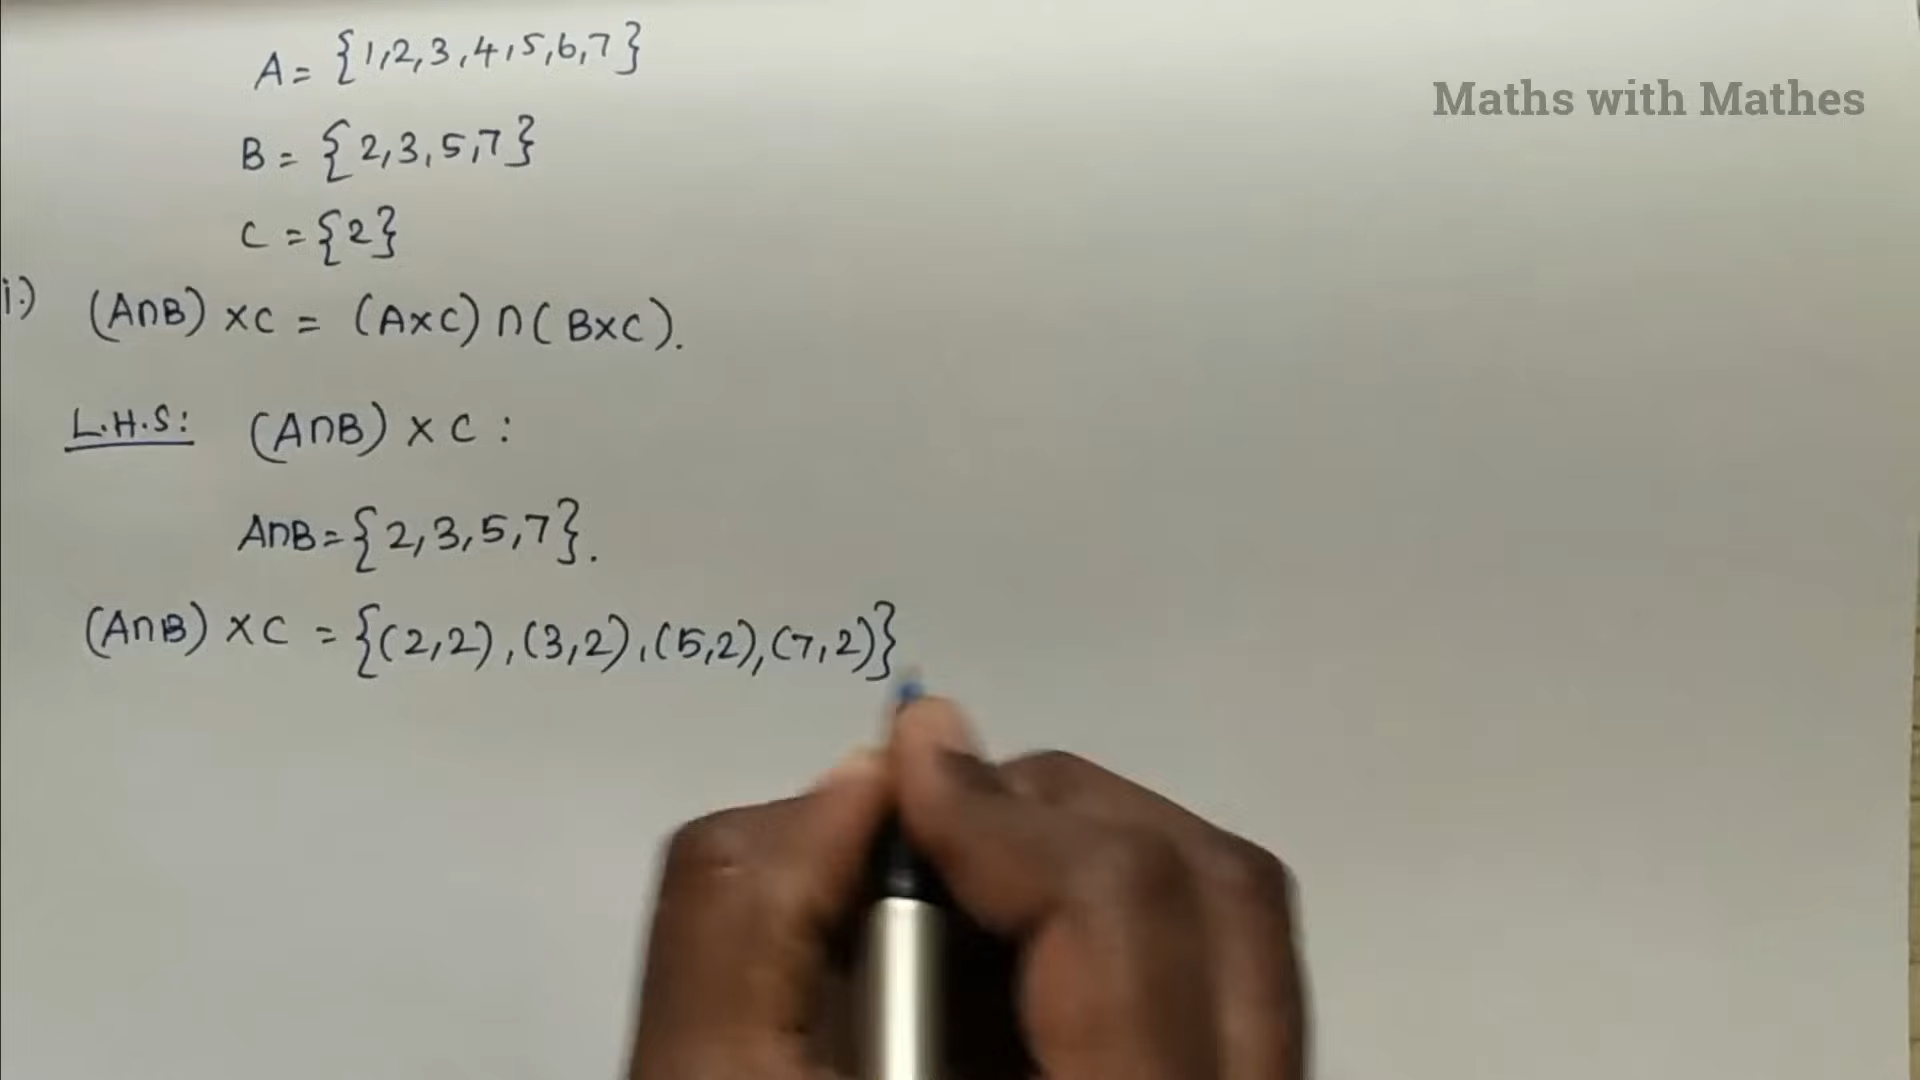 A = {1,2,3,4,5,6,7}
Maths with Mathes
B = {2,3,5,7}
C = {2}
i) (A∩B) × C = (A×C) ∩ (B×C).
L.H.S: (A∩B) × C :
A∩B = {2,3,5,7}.
(A∩B) × C = {(2,2),(3,2),(5,2),(7,2)}